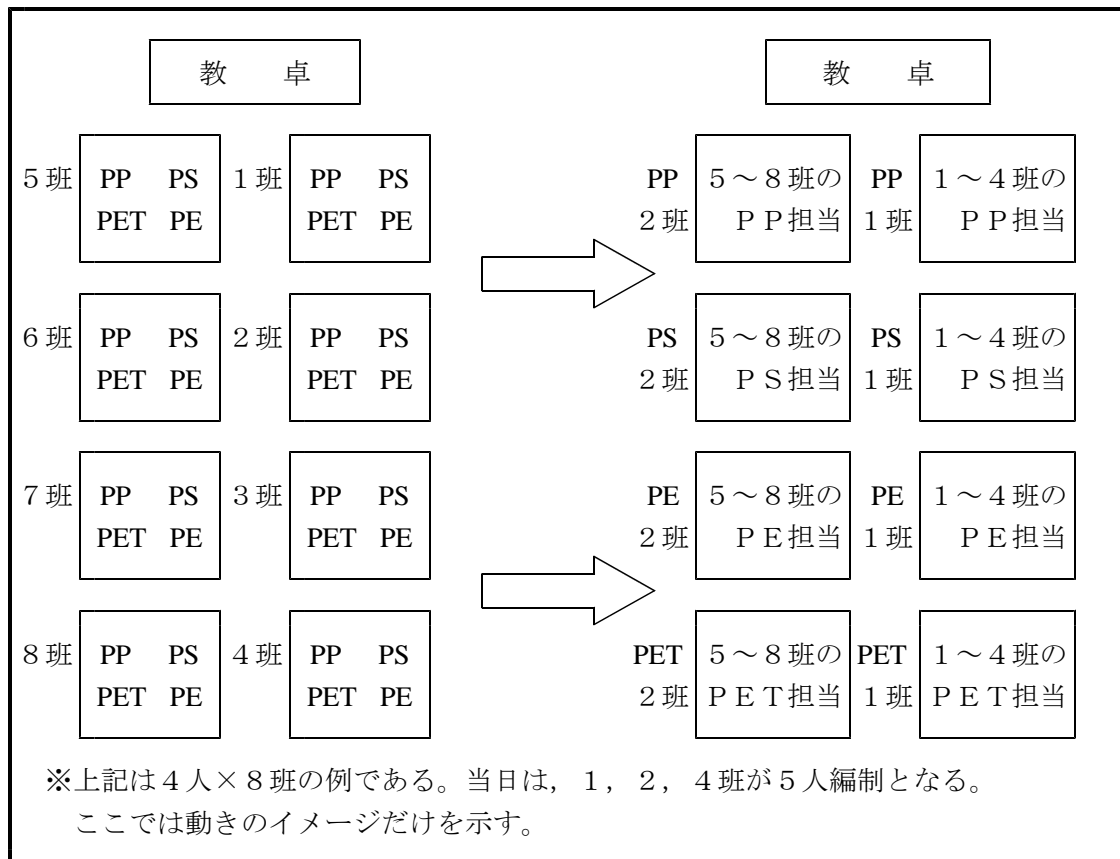 教　卓
教　卓
5班 PP PS 1班 PP PS
PET PE PET PE
PP 5～8班の PP 1～4班の
2班 PP担当 1班 PP担当
6班 PP PS 2班 PP PS
PET PE PET PE
PS 5～8班の PS 1～4班の
2班 PS担当 1班 PS担当
7班 PP PS 3班 PP PS
PET PE PET PE
PE 5～8班の PE 1～4班の
2班 PE担当 1班 PE担当
8班 PP PS 4班 PP PS
PET PE PET PE
PET 5～8班の PET 1～4班の
2班 PET担当 1班 PET担当
※上記は4人×8班の例である。当日は，1，2，4班が5人編制となる。
ここでは動きのイメージだけを示す。